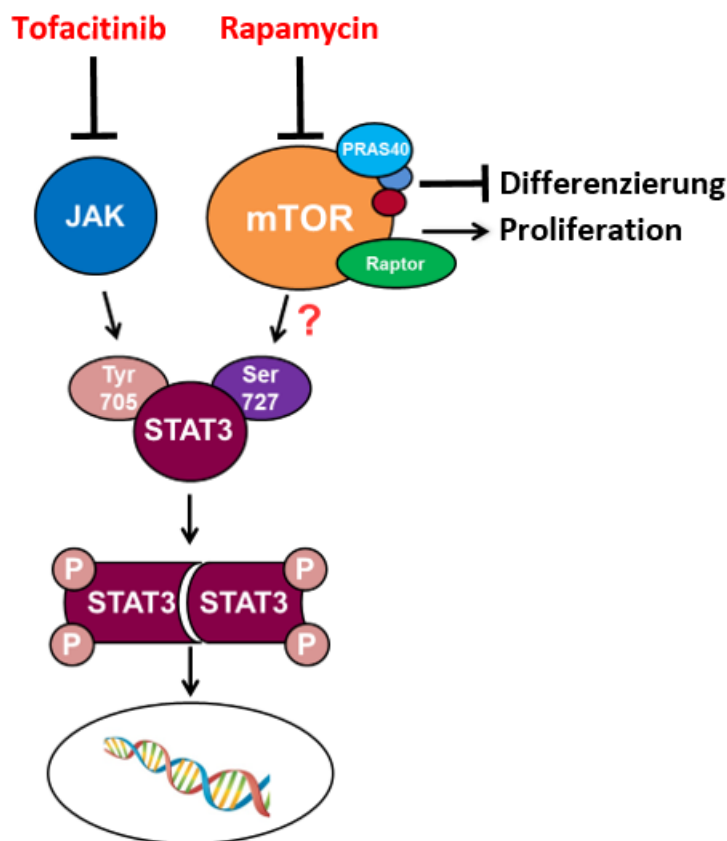 Tofacitinib Rapamycin
PRAS40
JAK mTOR Differenzierung
Proliferation
Raptor
?
Tyr Ser
705 727
STAT3
P P
STAT3 STAT3
P P